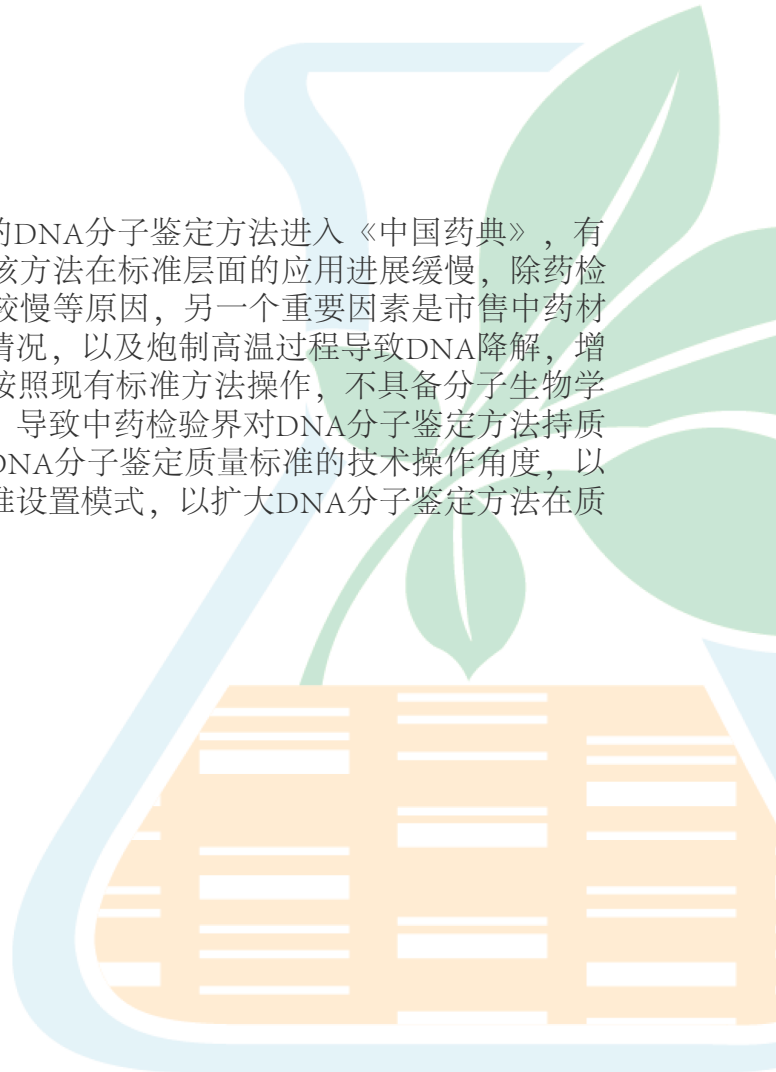 的DNA分子鉴定方法进入《中国药典》，有
该方法在标准层面的应用进展缓慢，除药检
较慢等原因，另一个重要因素是市售中药材
情况，以及炮制高温过程导致DNA降解，增
按照现有标准方法操作，不具备分子生物学
，导致中药检验界对DNA分子鉴定方法持质
DNA分子鉴定质量标准的技术操作角度，以
准设置模式，以扩大DNA分子鉴定方法在质